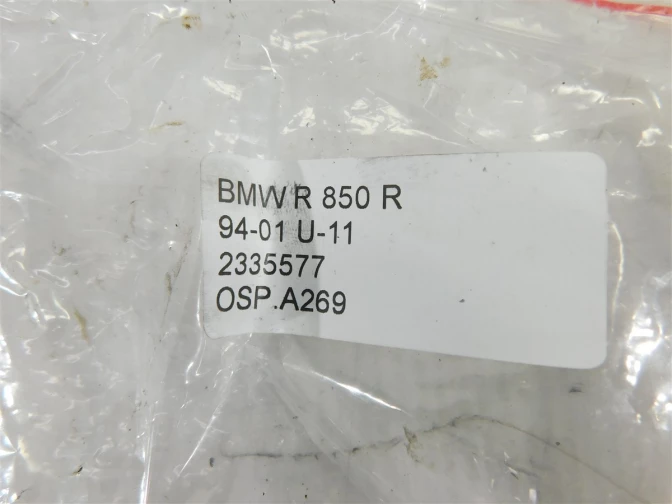 BMW R 850 R
94-01 U-11
2335577
OSP.A269